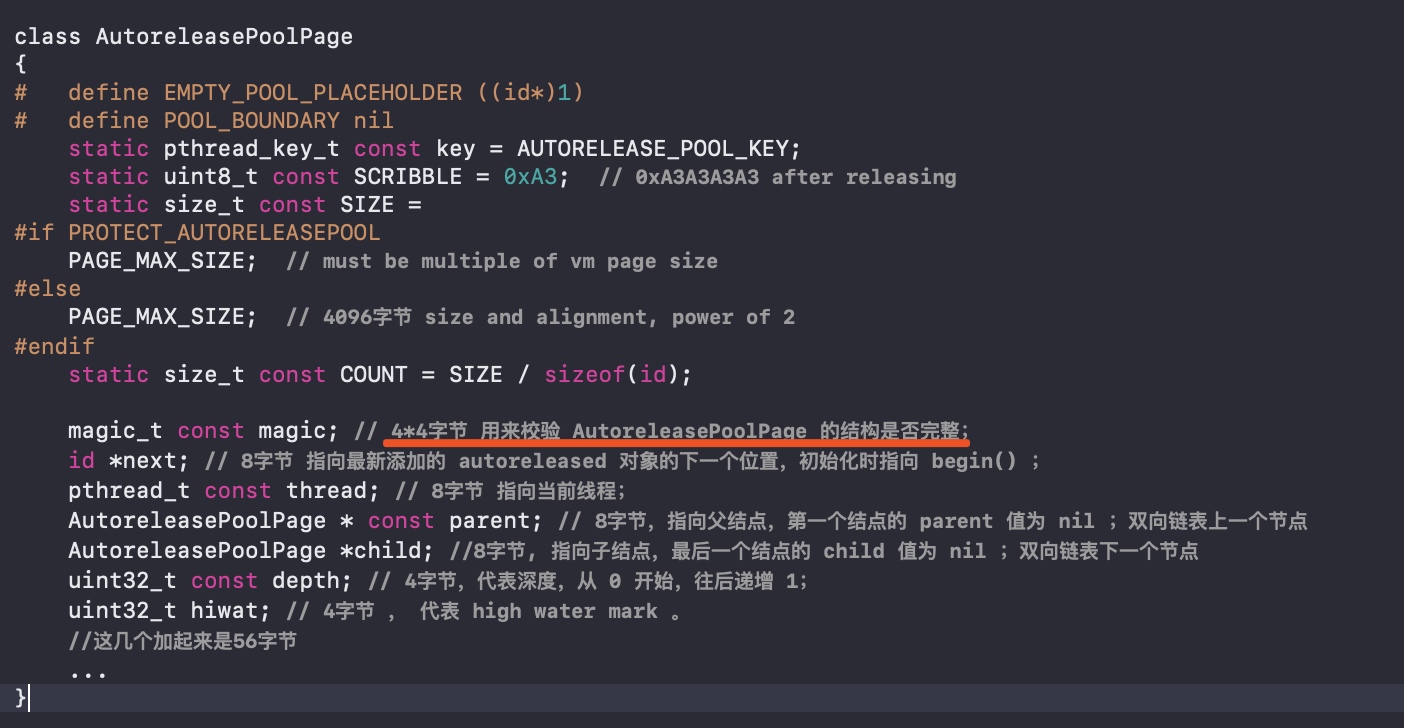 class AutoreleasePoolPage
{
#   define EMPTY_POOL_PLACEHOLDER ((id*)1)
#   define POOL_BOUNDARY nil
    static pthread_key_t const key = AUTORELEASE_POOL_KEY;
    static uint8_t const SCRIBBLE = 0xA3;  // 0xA3A3A3A3 after releasing
    static size_t const SIZE =
#if PROTECT_AUTORELEASEPOOL
    PAGE_MAX_SIZE;  // must be multiple of vm page size
#else
    PAGE_MAX_SIZE;  // 4096字节 size and alignment, power of 2
#endif
    static size_t const COUNT = SIZE / sizeof(id);

    magic_t const magic; // 4*4字节 用来校验 AutoreleasePoolPage 的结构是否完整;
    id *next; // 8字节 指向最新添加的 autoreleased 对象的下一个位置，初始化时指向 begin() ；
    pthread_t const thread; // 8字节 指向当前线程；
    AutoreleasePoolPage * const parent; // 8字节，指向父结点，第一个结点的 parent 值为 nil ；双向链表上一个节点
    AutoreleasePoolPage *child; //8字节, 指向子结点，最后一个结点的 child 值为 nil ；双向链表下一个节点
    uint32_t const depth; // 4字节，代表深度，从 0 开始，往后递增 1；
    uint32_t hiwat; // 4字节 ， 代表 high water mark 。
    //这几个加起来是56字节
    ...
}